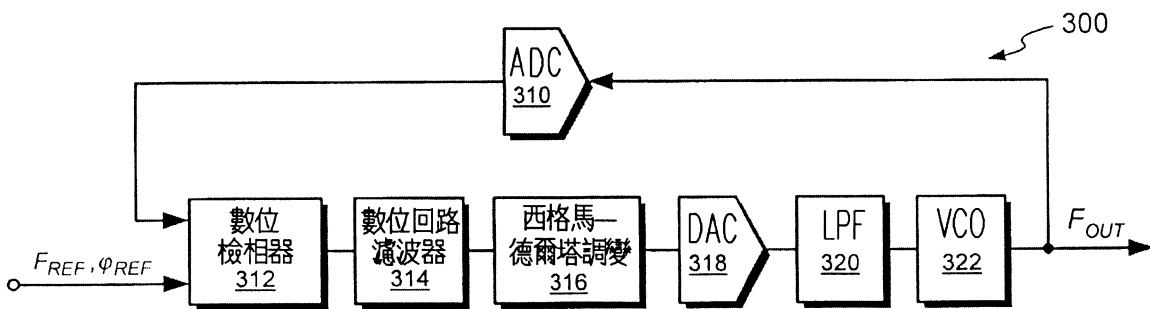 300
ADC
310
數位
檢相器
312
數位回路
濾波器
314
西格馬—
德爾塔調變
316
DAC
318
LPF
320
VCO
322
F_OUT
F_REF, φ_REF